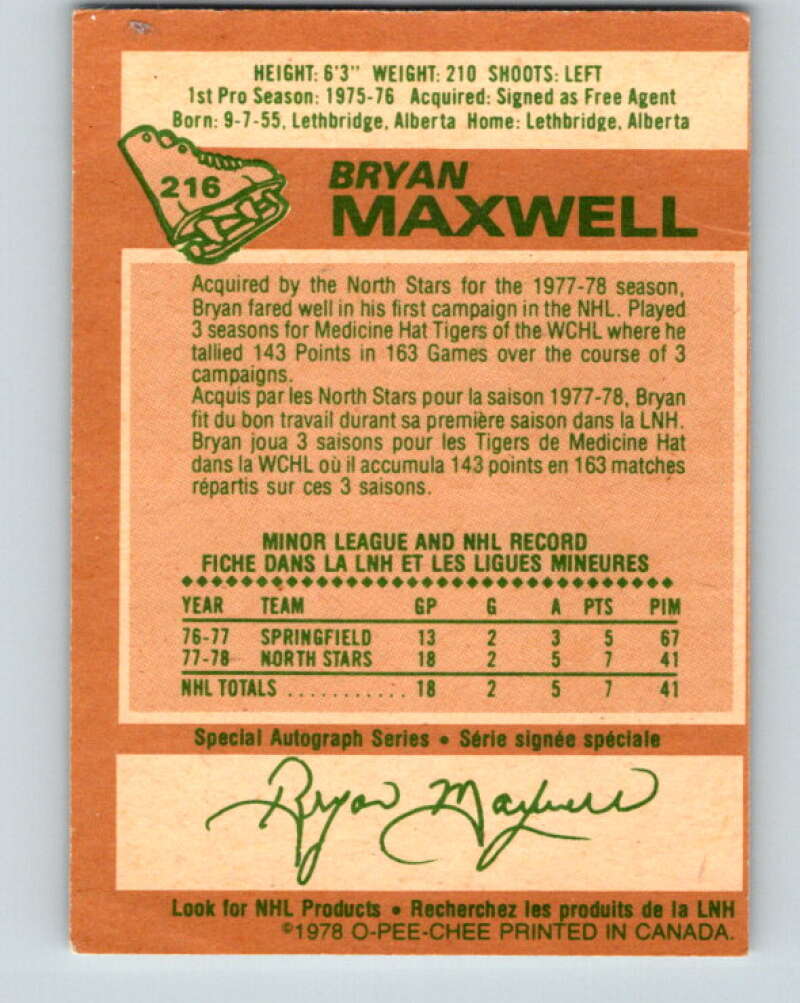 HEIGHT: 6'3" WEIGHT: 210 SHOOTS: LEFT
1st Pro Season: 1975-76 Acquired: Signed as Free Agent
Born: 9-7-55, Lethbridge, Alberta Home: Lethbridge, Alberta
216
BRYAN
MAXWELL
Acquired by the North Stars for the 1977-78 season,
Bryan fared well in his first campaign in the NHL. Played
3 seasons for Medicine Hat Tigers of the WCHL where he
tallied 143 Points in 163 Games over the course of 3
campaigns.
Acquis par les North Stars pour la saison 1977-78, Bryan
fit du bon travail durant sa première saison dans la LNH.
Bryan joua 3 saisons pour les Tigers de Medicine Hat
dans la WCHL où il accumula 143 points en 163 matches
répartis sur ces 3 saisons.
MINOR LEAGUE AND NHL RECORD
FICHE DANS LA LNH ET LES LIGUES MINEURES
YEAR TEAM GP G A PTS PIM
76-77 SPRINGFIELD 13 2 3 5 67
77-78 NORTH STARS 18 2 5 7 41
NHL TOTALS ........... 18 2 5 7 41
Special Autograph Series • Série signée spéciale
Bryan Maxwell
Look for NHL Products • Recherchez les produits de la LNH
©1978 O-PEE-CHEE PRINTED IN CANADA.